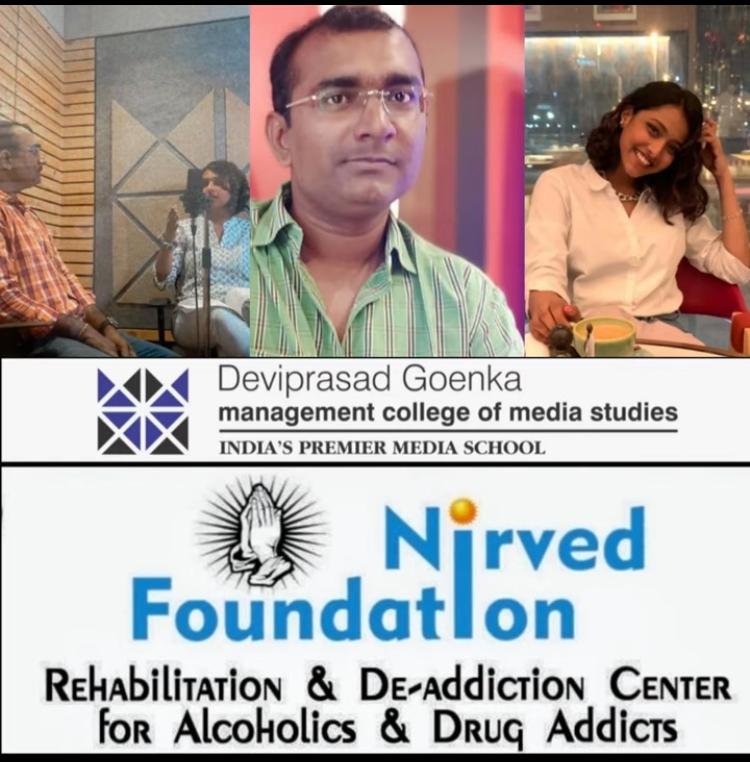 Deviprasad Goenka
management college of media studies
INDIA'S PREMIER MEDIA SCHOOL
Nirved
Foundation
Rehabilitation & De-Addiction Center
for Alcoholics & Drug Addicts